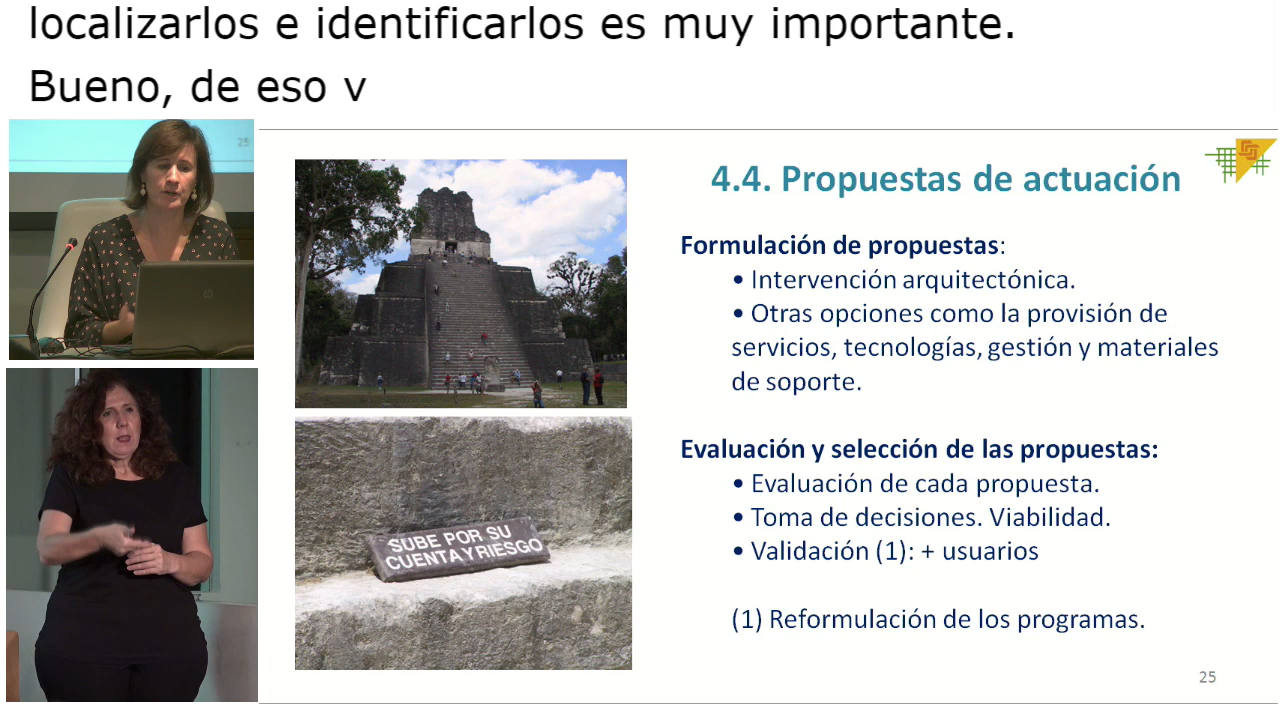 localizarlos e identificarlos es muy importante.
Bueno, de eso v
25
4.4. Propuestas de actuación
Formulación de propuestas:
• Intervención arquitectónica.
• Otras opciones como la provisión de
servicios, tecnologías, gestión y materiales
de soporte.
Evaluación y selección de las propuestas:
• Evaluación de cada propuesta.
• Toma de decisiones. Viabilidad.
• Validación (1): + usuarios
(1) Reformulación de los programas.
SUBE POR SU
CUENTA Y RIESGO
25